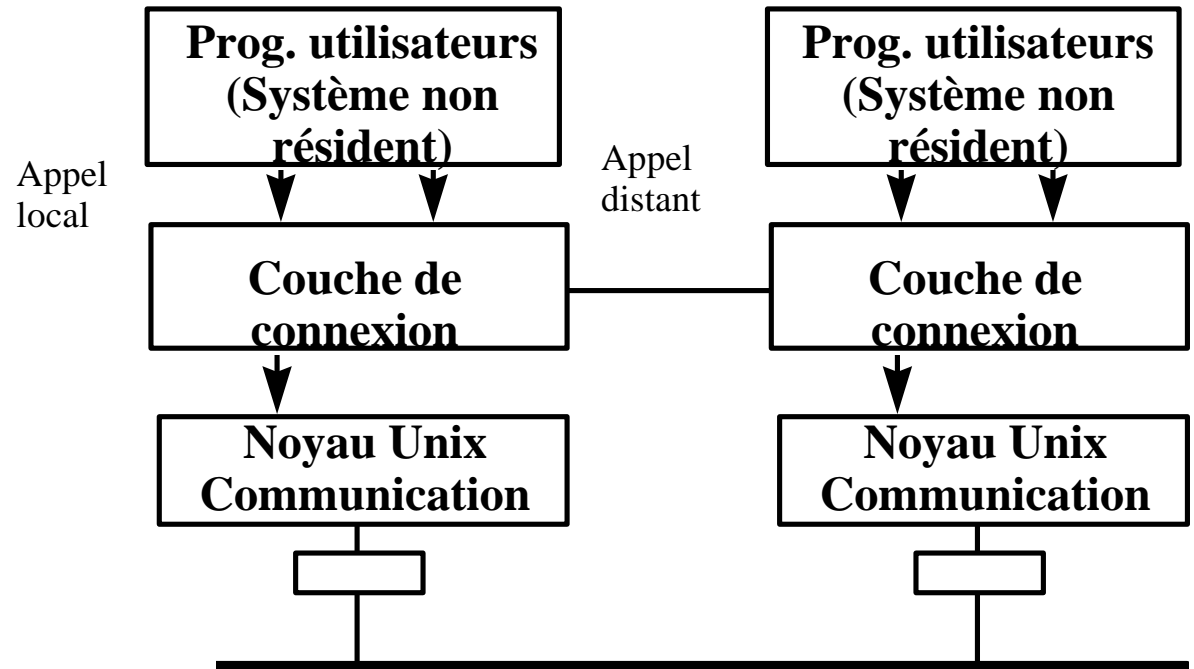 Prog. utilisateurs
(Système non
résident)
Prog. utilisateurs
(Système non
résident)
Appel
local
Appel
distant
Couche de
connexion
Couche de
connexion
Noyau Unix
Communication
Noyau Unix
Communication